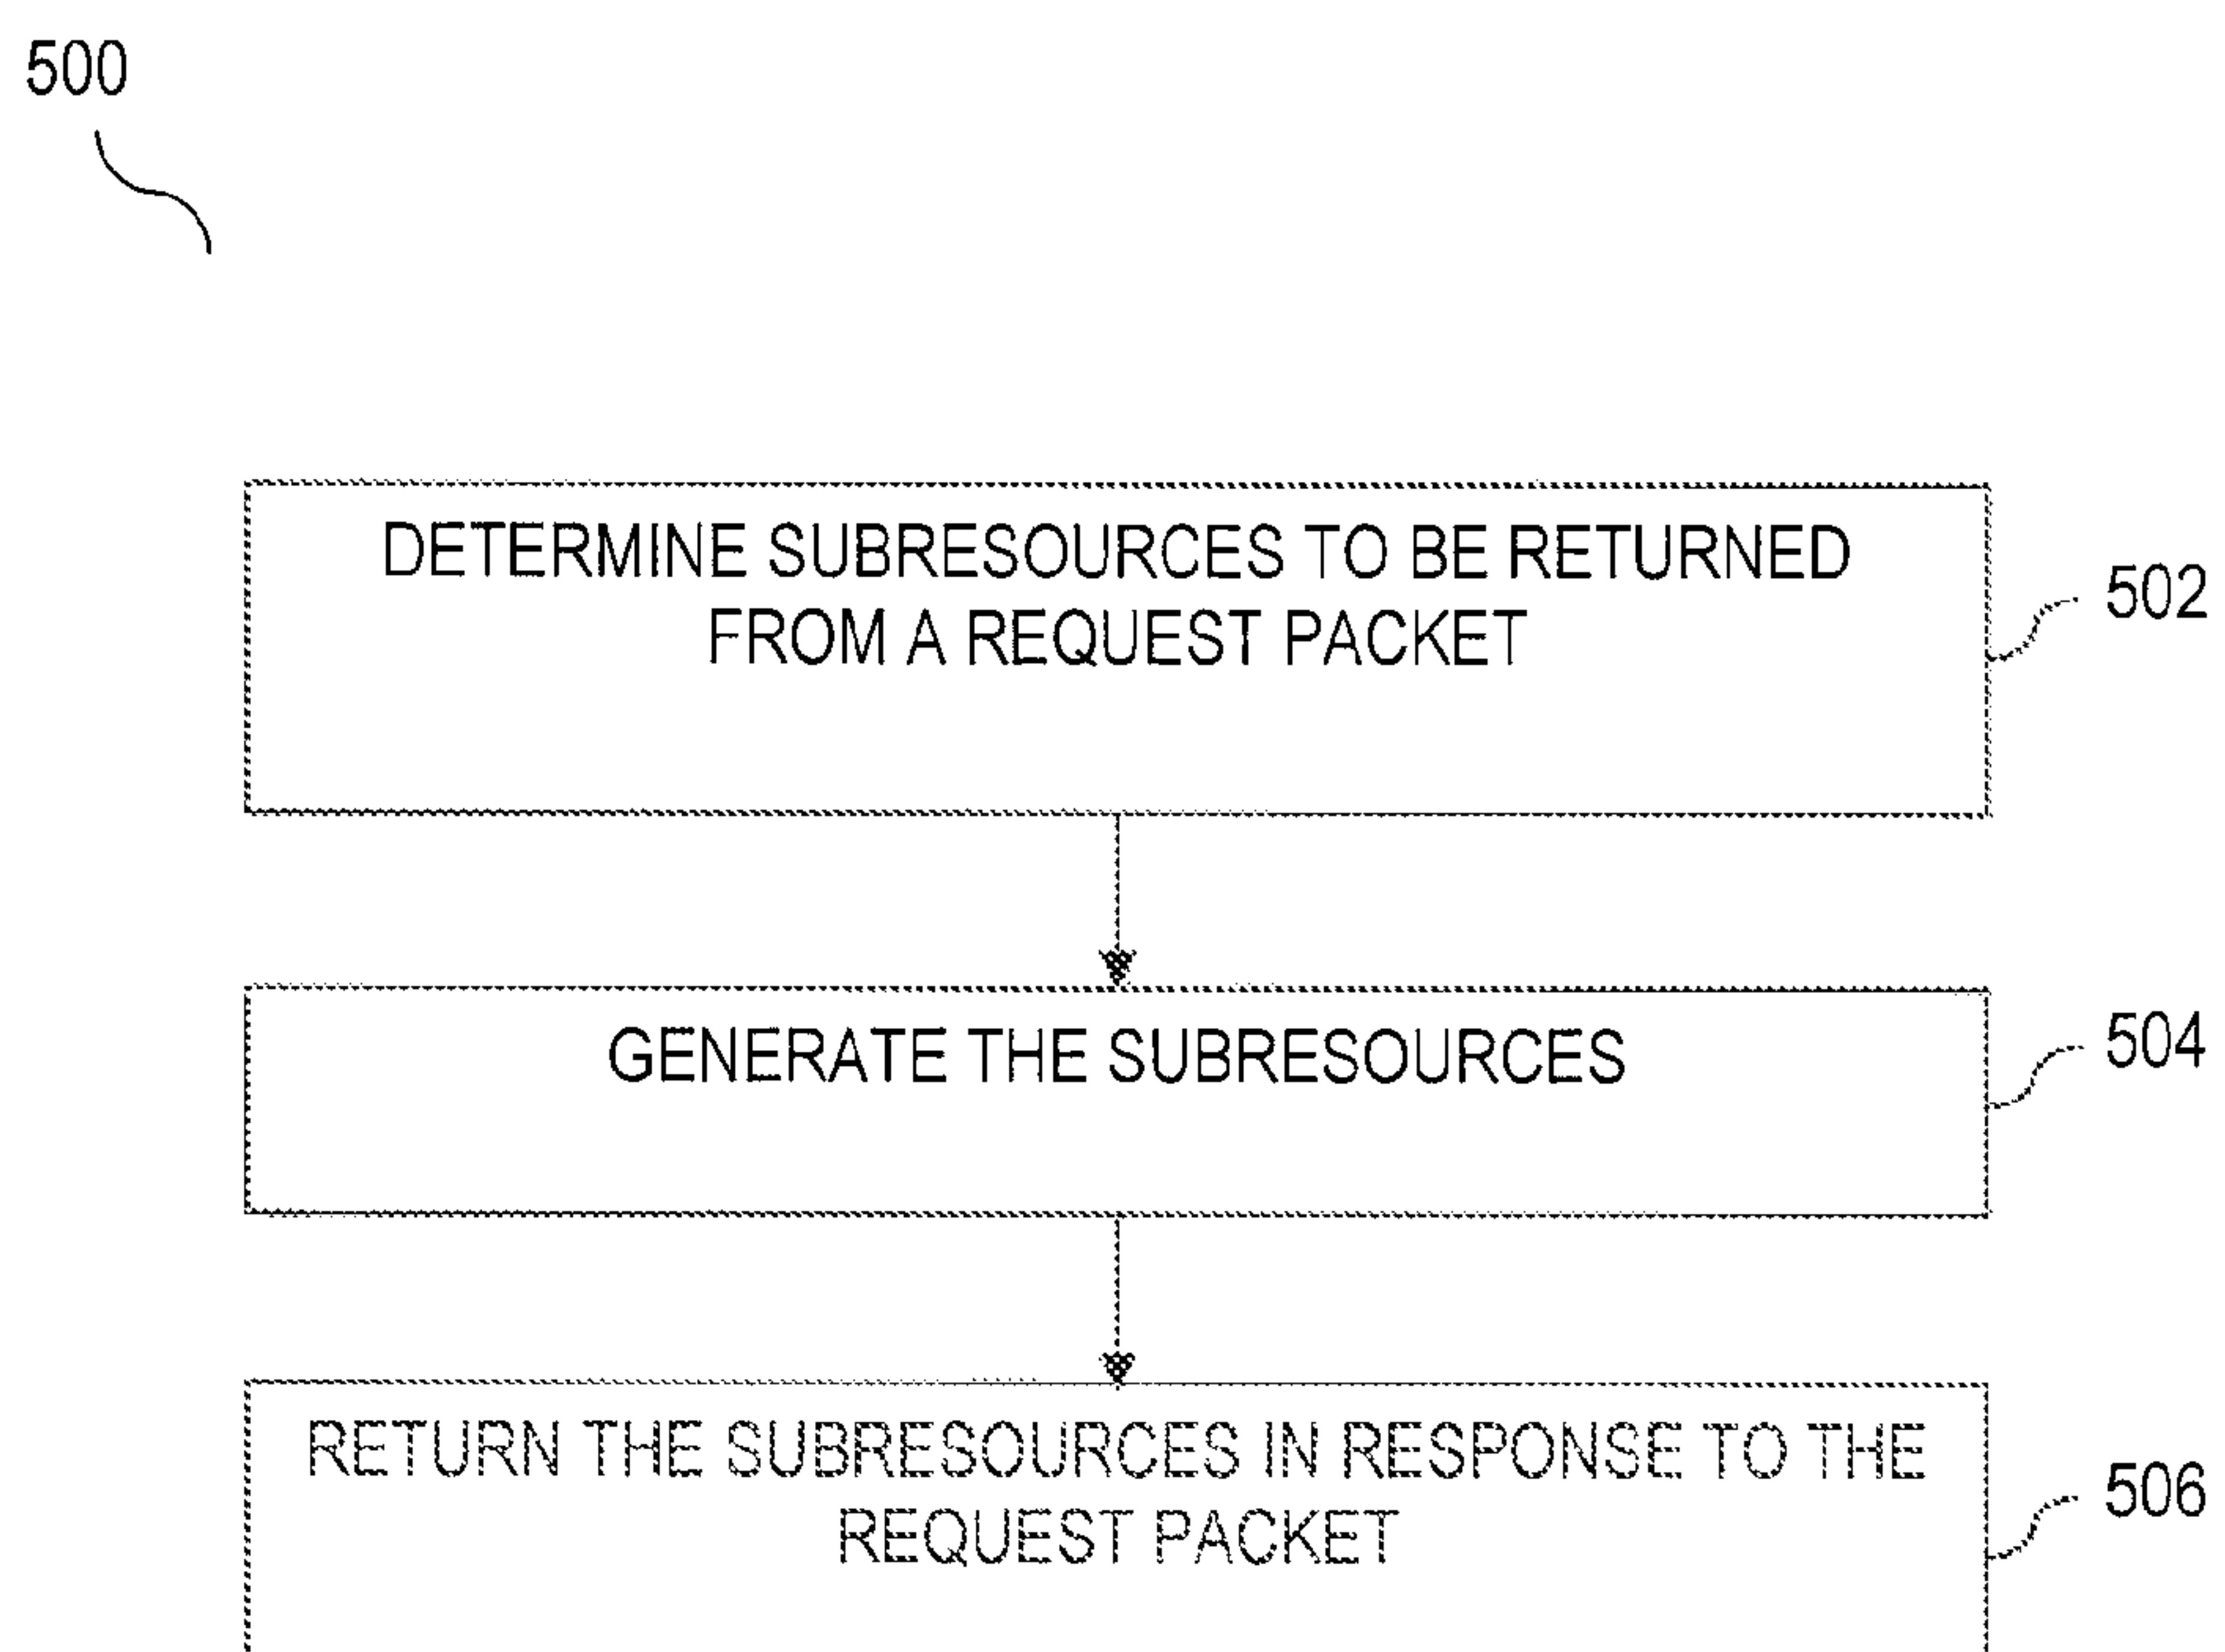 500
DETERMINE SUBRESOURCES TO BE RETURNED
FROM A REQUEST PACKET
502
GENERATE THE SUBRESOURCES
504
RETURN THE SUBRESOURCES IN RESPONSE TO THE
REQUEST PACKET
506